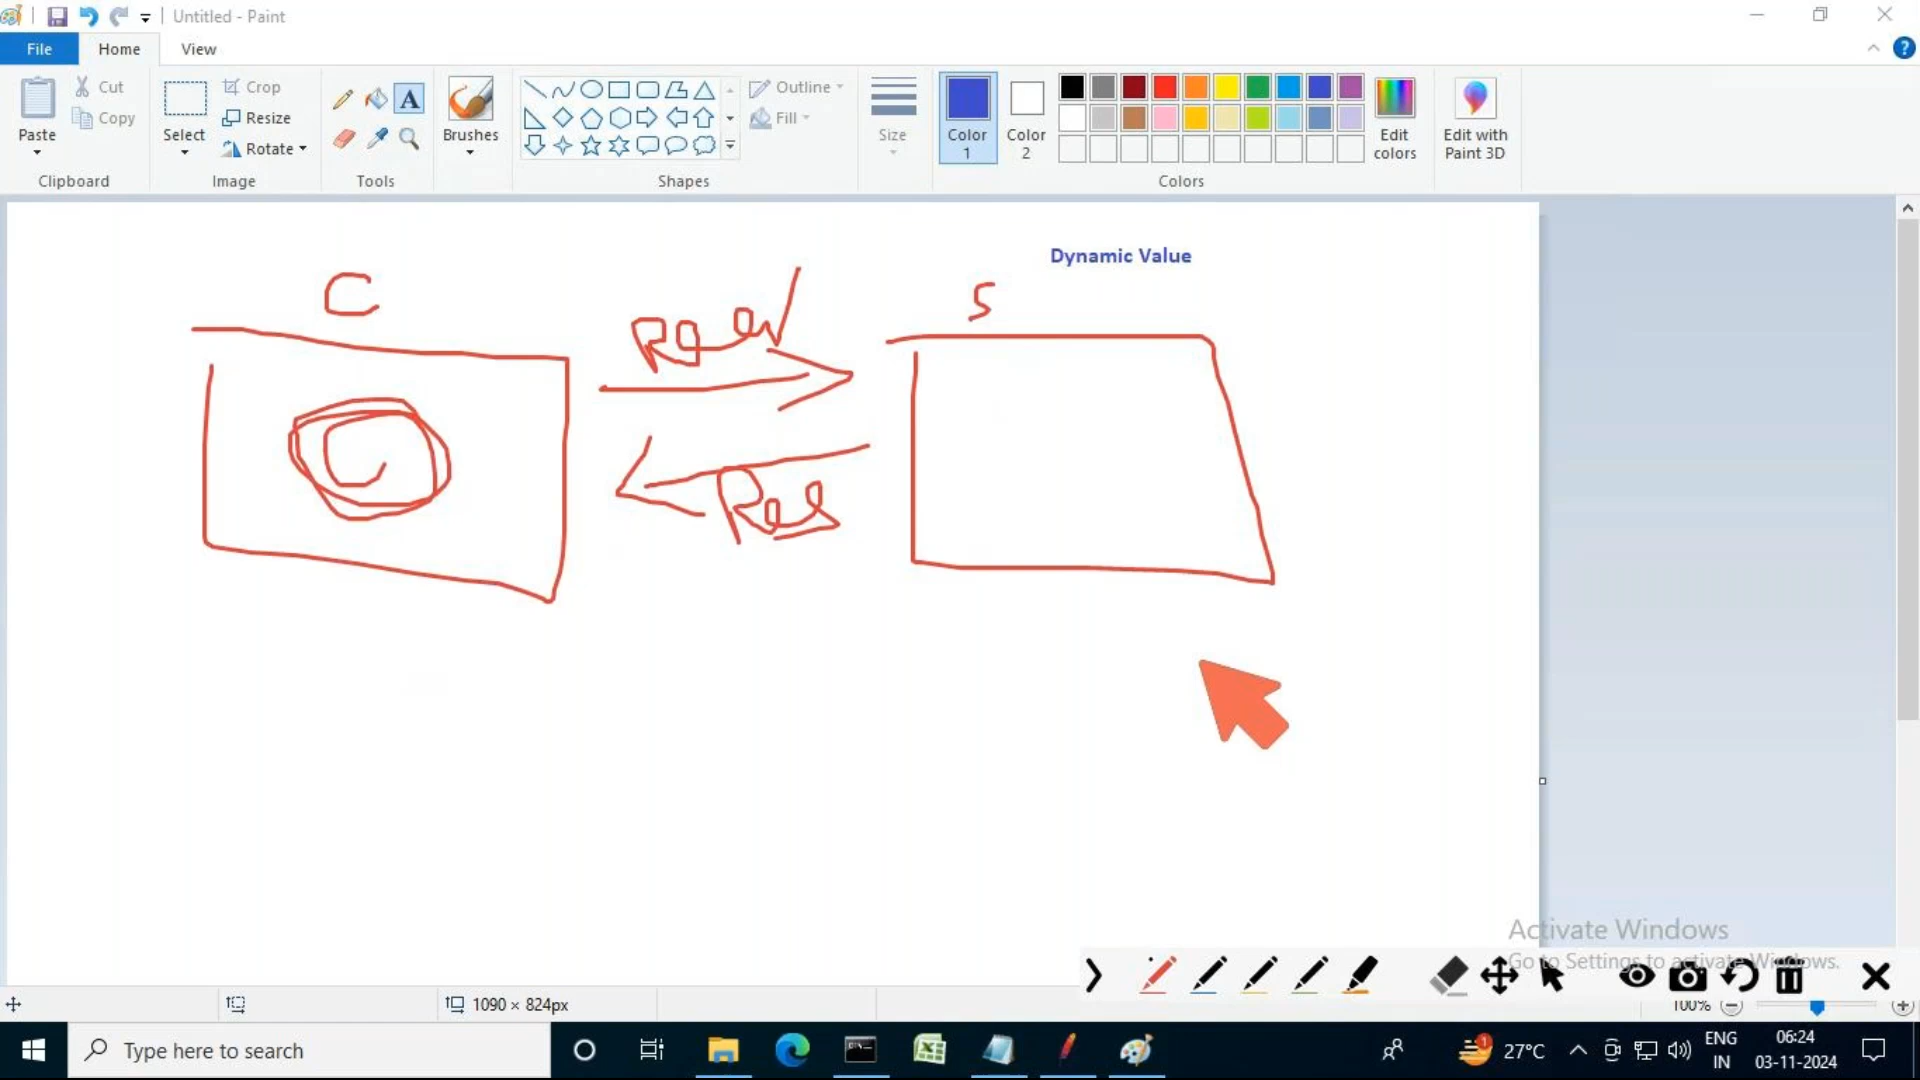 Untitled - Paint
File Home View
Paste
Cut
Copy
Clipboard
Select
Crop
Resize
Rotate
Image
A
Tools
Brushes
Shapes
Outline
Fill
Size
Color 1
Color 2
Edit colors
Colors
Edit with Paint 3D
?
Dynamic Value
C
S
C
Res
Activate Windows
Go to Settings to activate Windows.
1090 × 824px
100%
Type here to search
1
27°C
ENG
IN
06:24
03-11-2024